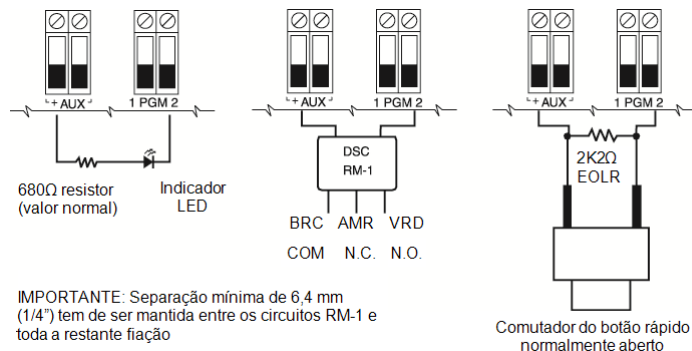 + AUX
1 PGM 2
680Ω resistor
(valor normal)
Indicador
LED
+ AUX
1 PGM 2
DSC
RM-1
BRC AMR VRD
COM N.C. N.O.
+ AUX
1 PGM 2
2K2Ω
EOLR
IMPORTANTE: Separação mínima de 6,4 mm
(1/4") tem de ser mantida entre os circuitos RM-1 e
toda a restante fiação
Comutador do botão rápido
normalmente aberto